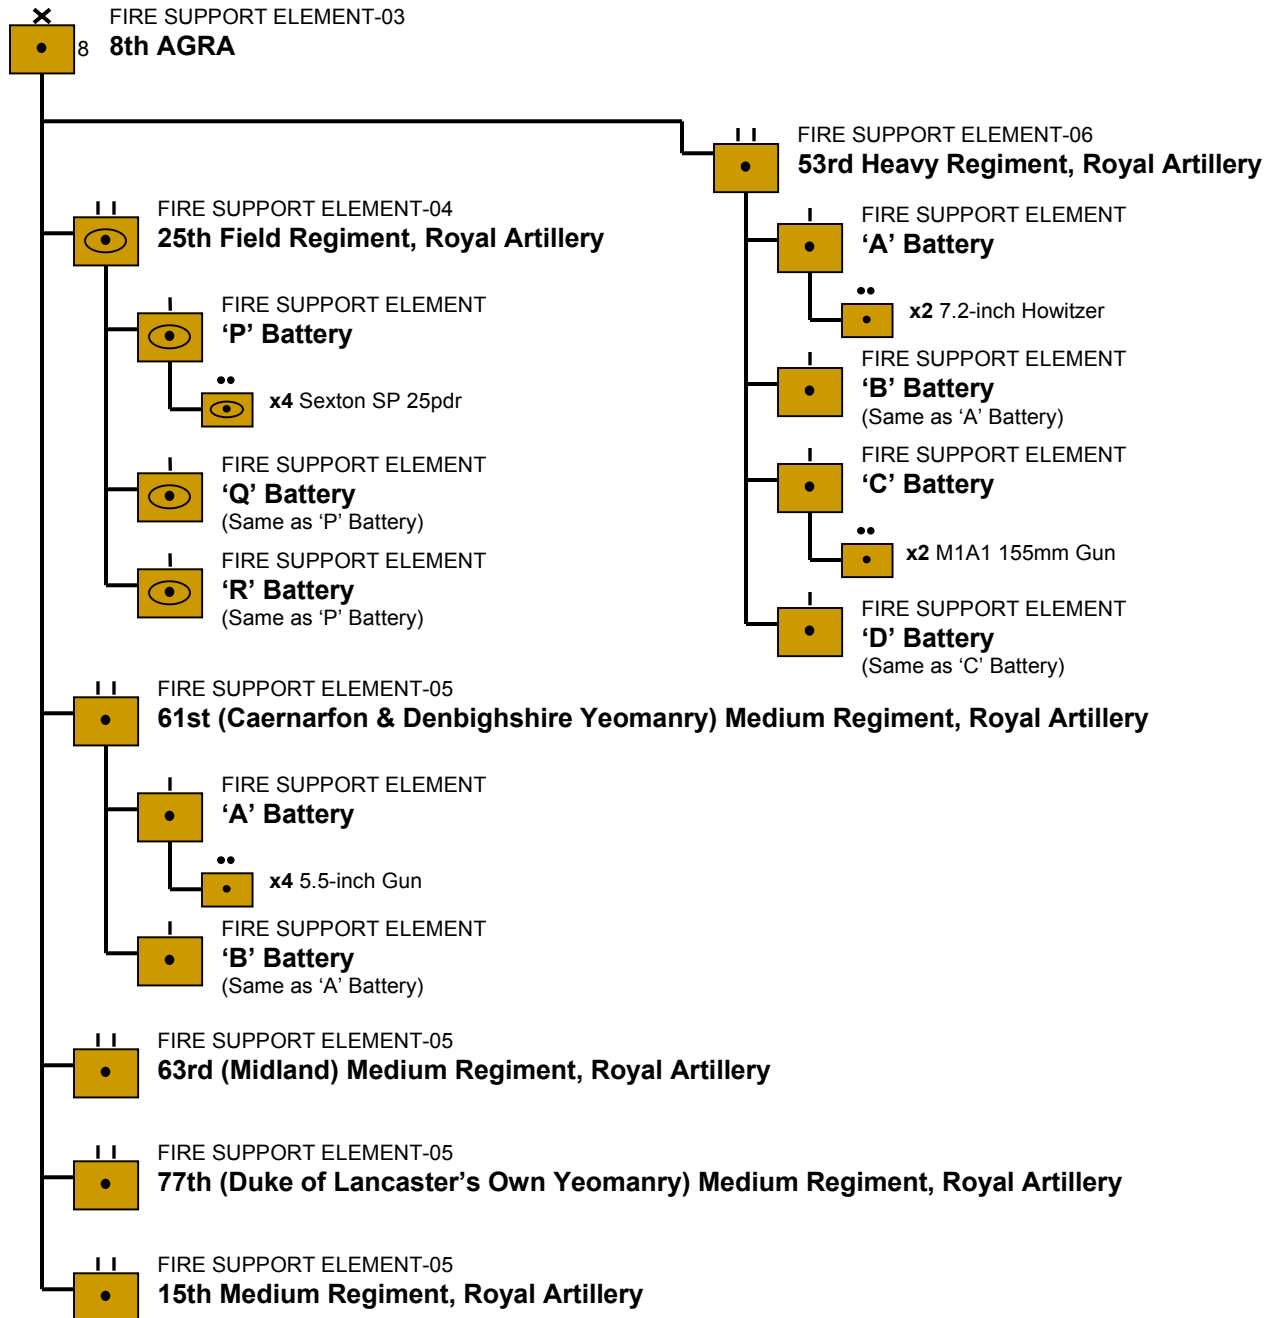 FIRE SUPPORT ELEMENT-03
8 8th AGRA
FIRE SUPPORT ELEMENT-06
53rd Heavy Regiment, Royal Artillery
FIRE SUPPORT ELEMENT
‘A’ Battery
x2 7.2-inch Howitzer
FIRE SUPPORT ELEMENT
‘B’ Battery
(Same as ‘A’ Battery)
FIRE SUPPORT ELEMENT
‘C’ Battery
x2 M1A1 155mm Gun
FIRE SUPPORT ELEMENT
‘D’ Battery
(Same as ‘C’ Battery)
FIRE SUPPORT ELEMENT-04
25th Field Regiment, Royal Artillery
FIRE SUPPORT ELEMENT
‘P’ Battery
x4 Sexton SP 25pdr
FIRE SUPPORT ELEMENT
‘Q’ Battery
(Same as ‘P’ Battery)
FIRE SUPPORT ELEMENT
‘R’ Battery
(Same as ‘P’ Battery)
FIRE SUPPORT ELEMENT-05
61st (Caernarfon & Denbighshire Yeomanry) Medium Regiment, Royal Artillery
FIRE SUPPORT ELEMENT
‘A’ Battery
x4 5.5-inch Gun
FIRE SUPPORT ELEMENT
‘B’ Battery
(Same as ‘A’ Battery)
FIRE SUPPORT ELEMENT-05
63rd (Midland) Medium Regiment, Royal Artillery
FIRE SUPPORT ELEMENT-05
77th (Duke of Lancaster’s Own Yeomanry) Medium Regiment, Royal Artillery
FIRE SUPPORT ELEMENT-05
15th Medium Regiment, Royal Artillery